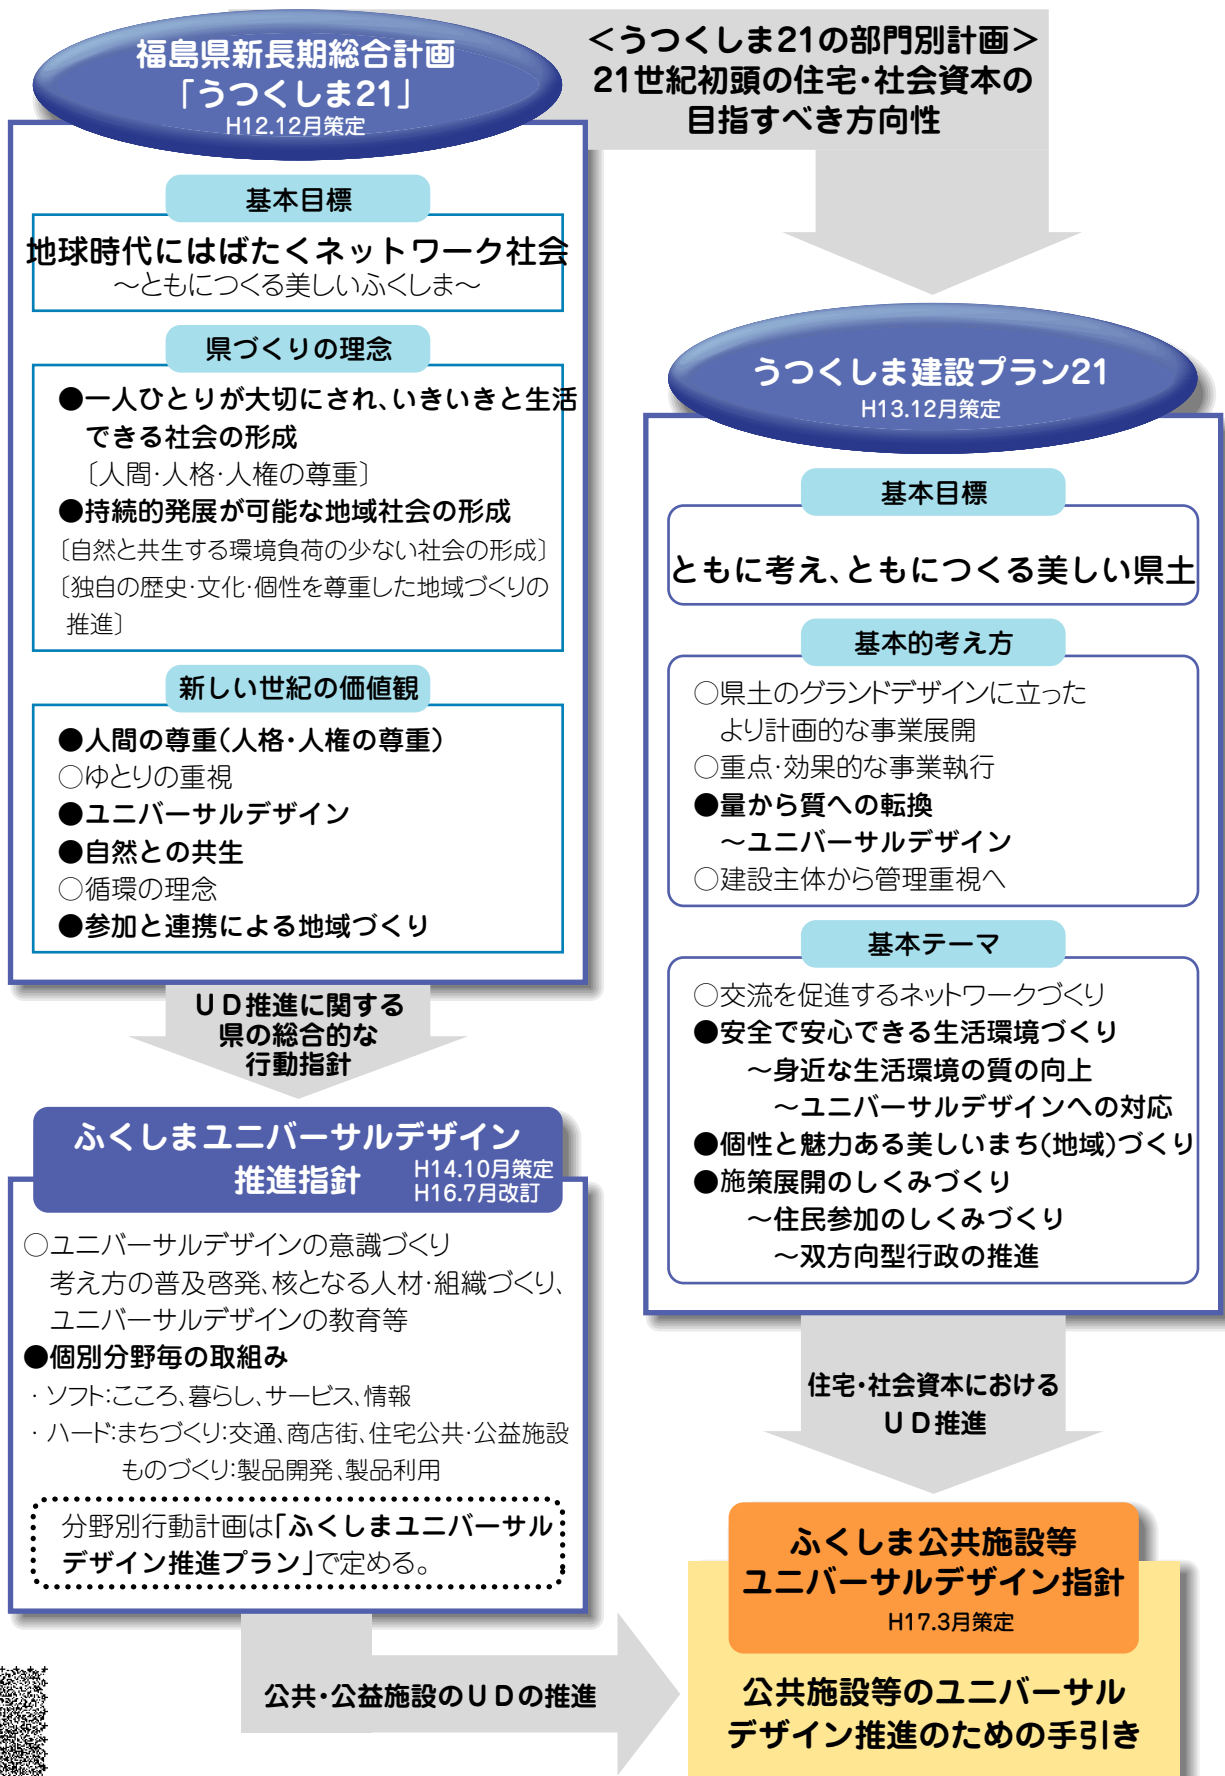 福島県新長期総合計画
「うつくしま21」
H12.12月策定
基本目標
地球時代にはばたくネットワーク社会
～ともにつくる美しいふくしま～
県づくりの理念
●一人ひとりが大切にされ、いきいきと生活
できる社会の形成
〔人間・人格・人権の尊重〕
●持続的発展が可能な地域社会の形成
〔自然と共生する環境負荷の少ない社会の形成〕
〔独自の歴史・文化・個性を尊重した地域づくりの
推進〕
新しい世紀の価値観
●人間の尊重(人格・人権の尊重)
○ゆとりの重視
●ユニバーサルデザイン
●自然との共生
○循環の理念
●参加と連携による地域づくり
UD推進に関する
県の総合的な
行動指針
ふくしまユニバーサルデザイン
推進指針
H14.10月策定
H16.7月改訂
○ユニバーサルデザインの意識づくり
考え方の普及啓発、核となる人材・組織づくり、
ユニバーサルデザインの教育等
●個別分野毎の取組み
・ソフト:こころ、暮らし、サービス、情報
・ハード:まちづくり:交通、商店街、住宅公共・公益施設
ものづくり:製品開発、製品利用
分野別行動計画は「ふくしまユニバーサル
デザイン推進プラン」で定める。
公共・公益施設のUDの推進
＜うつくしま21の部門別計画＞
21世紀初頭の住宅・社会資本の
目指すべき方向性
うつくしま建設プラン21
H13.12月策定
基本目標
ともに考え、ともにつくる美しい県土
基本的考え方
○県土のグランドデザインに立った
より計画的な事業展開
○重点・効果的な事業執行
●量から質への転換
～ユニバーサルデザイン
○建設主体から管理重視へ
基本テーマ
○交流を促進するネットワークづくり
●安全で安心できる生活環境づくり
～身近な生活環境の質の向上
～ユニバーサルデザインへの対応
●個性と魅力ある美しいまち(地域)づくり
●施策展開のしくみづくり
～住民参加のしくみづくり
～双方向型行政の推進
住宅・社会資本における
UD推進
ふくしま公共施設等
ユニバーサルデザイン指針
H17.3月策定
公共施設等のユニバーサル
デザイン推進のための手引き